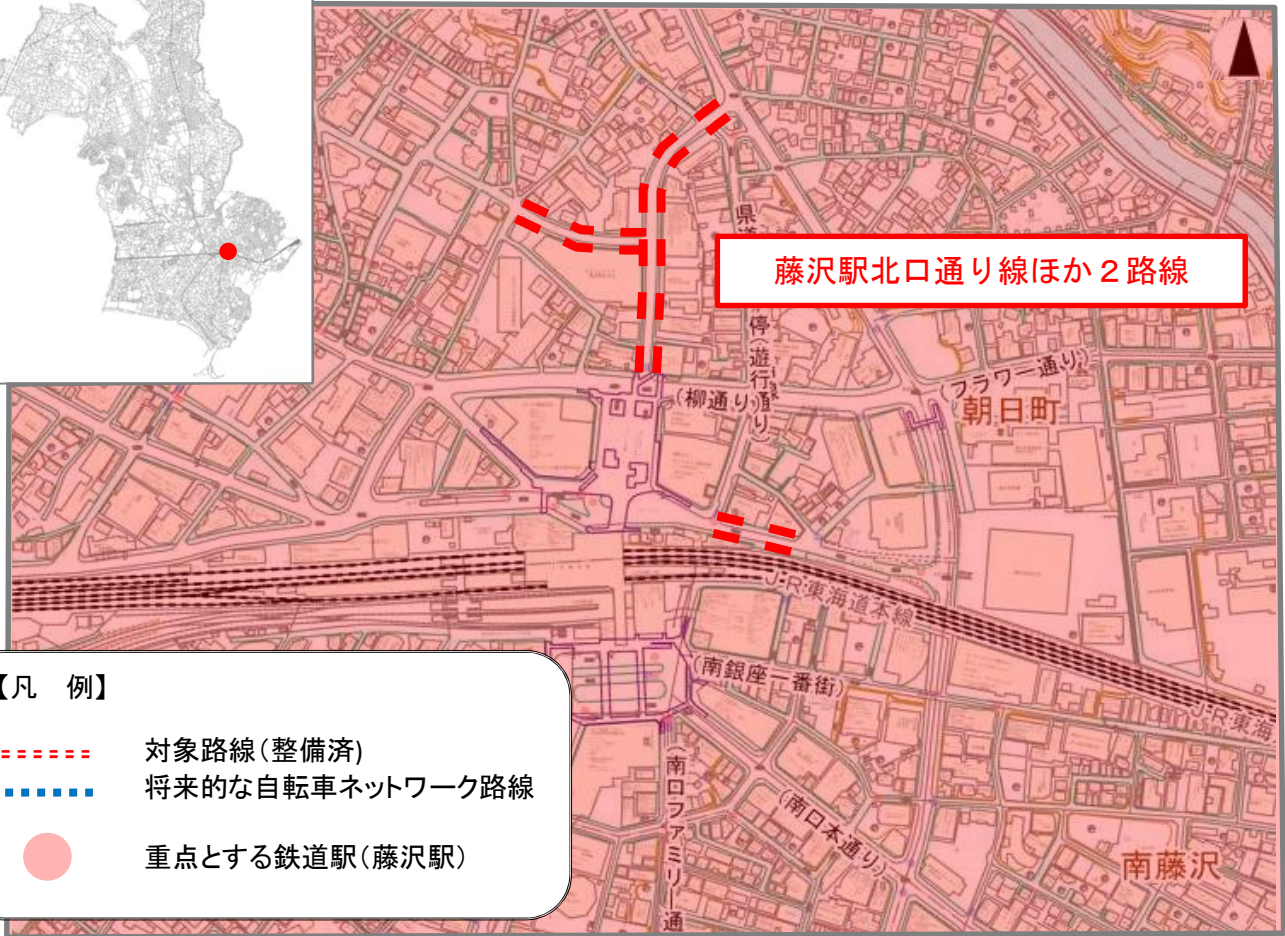 藤沢駅北口通り線ほか２路線
県道
停(遊行通り)
(柳通り)
(フラワー通り)
朝日町
JR東海道本線
JR東海
(南銀座一番街)
(南口ファミリー通
(南口本通り)
南藤沢
【凡　例】
対象路線(整備済)
将来的な自転車ネットワーク路線
重点とする鉄道駅(藤沢駅)